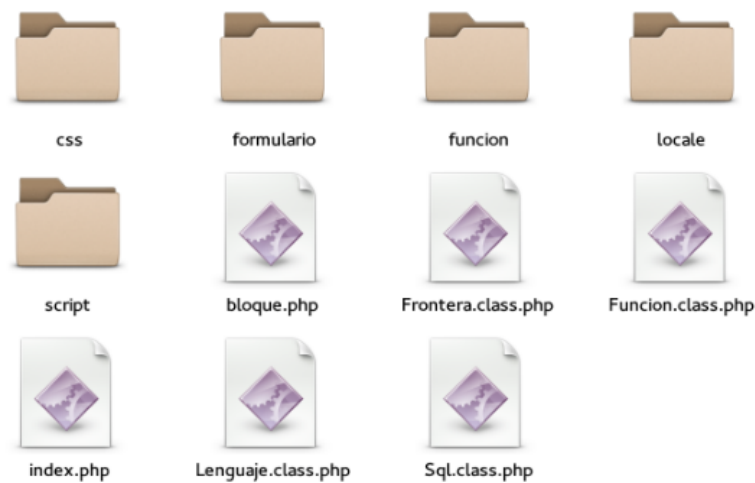 css
formulario
funcion
locale
script
bloque.php
Frontera.class.php
Funcion.class.php
index.php
Lenguaje.class.php
Sql.class.php